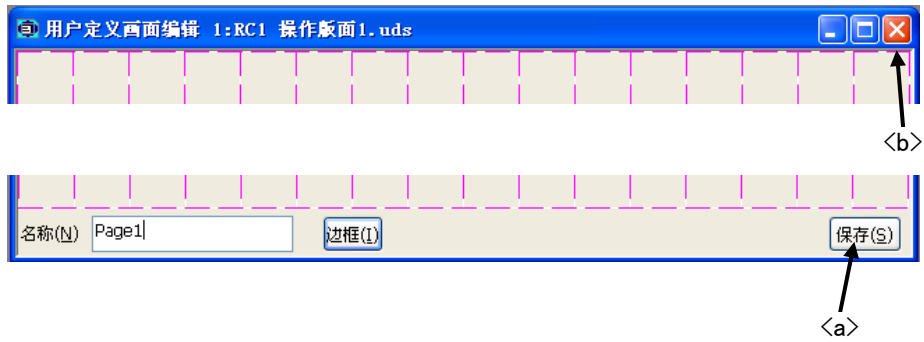 用户定义画面编辑 1:RC1 操作版面1.uds
<b>
名称(N) Page1 边框(I) 保存(S)
<a>